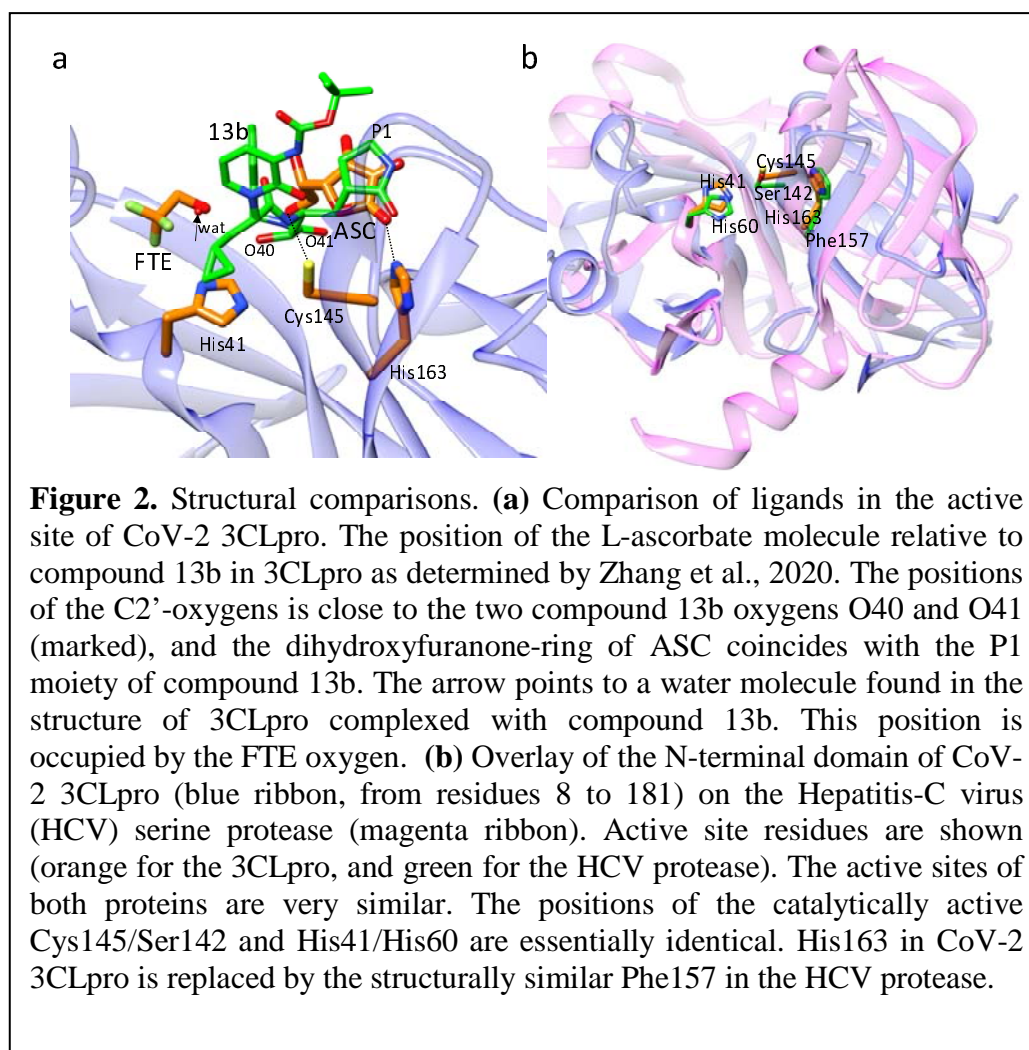 a
b
13b
P1
wat
FTE
O40
O41
ASC
Cys145
His41
His163
Cys145
His41
Ser142
His163
His60
Phe157
Figure 2. Structural comparisons. (a) Comparison of ligands in the active
site of CoV-2 3CLpro. The position of the L-ascorbate molecule relative to
compound 13b in 3CLpro as determined by Zhang et al., 2020. The positions
of the C2’-oxygens is close to the two compound 13b oxygens O40 and O41
(marked), and the dihydroxyfuranone-ring of ASC coincides with the P1
moiety of compound 13b. The arrow points to a water molecule found in the
structure of 3CLpro complexed with compound 13b. This position is
occupied by the FTE oxygen. (b) Overlay of the N-terminal domain of CoV-
2 3CLpro (blue ribbon, from residues 8 to 181) on the Hepatitis-C virus
(HCV) serine protease (magenta ribbon). Active site residues are shown
(orange for the 3CLpro, and green for the HCV protease). The active sites of
both proteins are very similar. The positions of the catalytically active
Cys145/Ser142 and His41/His60 are essentially identical. His163 in CoV-2
3CLpro is replaced by the structurally similar Phe157 in the HCV protease.